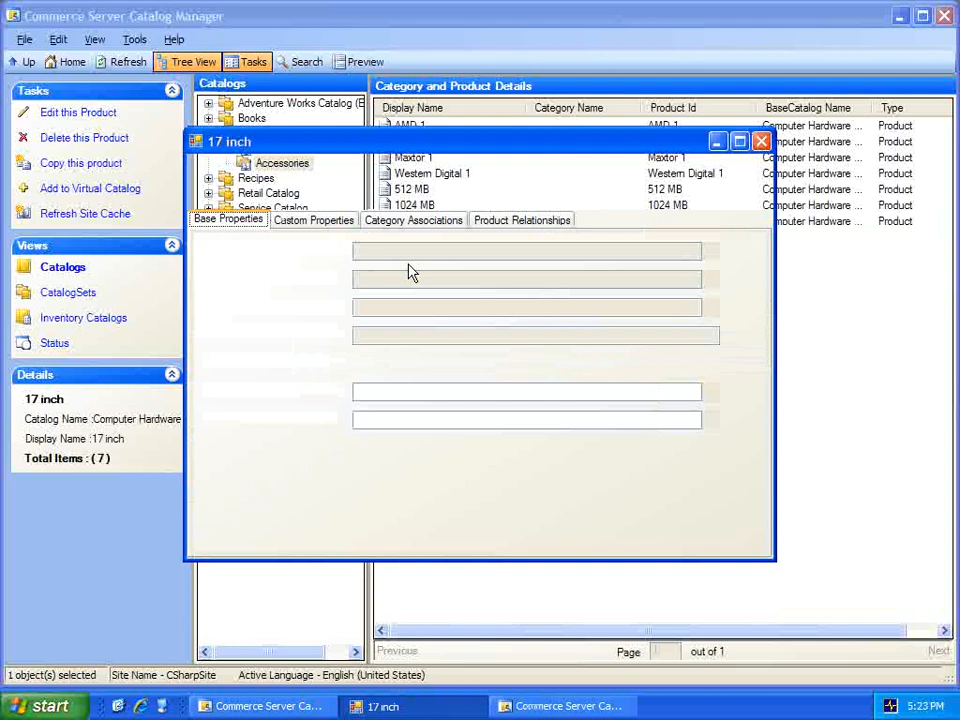 Commerce Server Catalog Manager
File Edit View Tools Help
Up Home Refresh Tree View Tasks Search Preview
Tasks
Edit this Product
Delete this Product
Copy this product
Add to Virtual Catalog
Refresh Site Cache
Views
Catalogs
CatalogSets
Inventory Catalogs
Status
Details
17 inch
Catalog Name :Computer Hardware
Display Name :17 inch
Total Items : ( 7 )
Catalogs
Adventure Works Catalog (E
Books
Accessories
Recipes
Retail Catalog
Service Catalog
Category and Product Details
Display Name Category Name Product Id BaseCatalog Name Type
AMD 1 AMD 1 Computer Hardware ... Product
Computer Hardware ... Product
Maxtor 1 Maxtor 1 Computer Hardware ... Product
Western Digital 1 Western Digital 1 Computer Hardware ... Product
512 MB 512 MB Computer Hardware ... Product
1024 MB 1024 MB Computer Hardware ... Product
Computer Hardware ... Product
17 inch
Base Properties Custom Properties Category Associations Product Relationships
Previous Page out of 1 Next
1 object(s) selected Site Name - CSharpSite Active Language - English (United States)
start Commerce Server Ca... 17 inch Commerce Server Ca... 5:23 PM